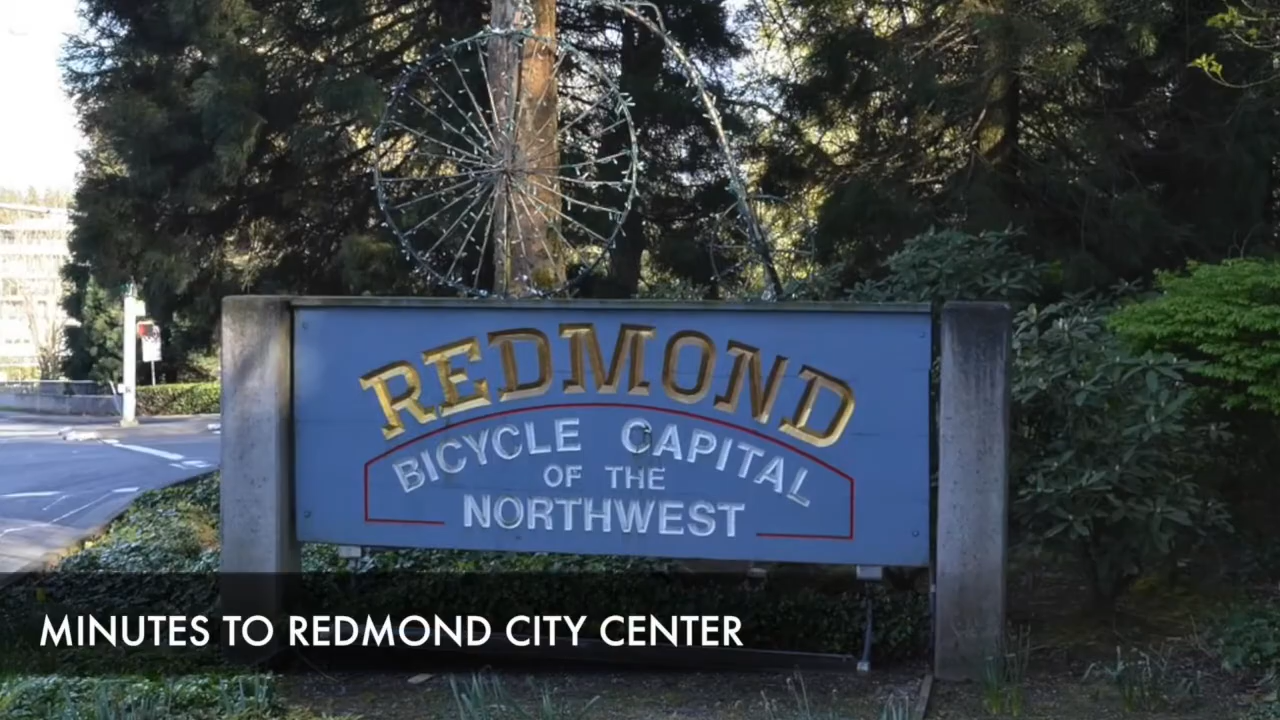 REDMOND
BICYCLE CAPITAL
OF THE
NORTHWEST
MINUTES TO REDMOND CITY CENTER